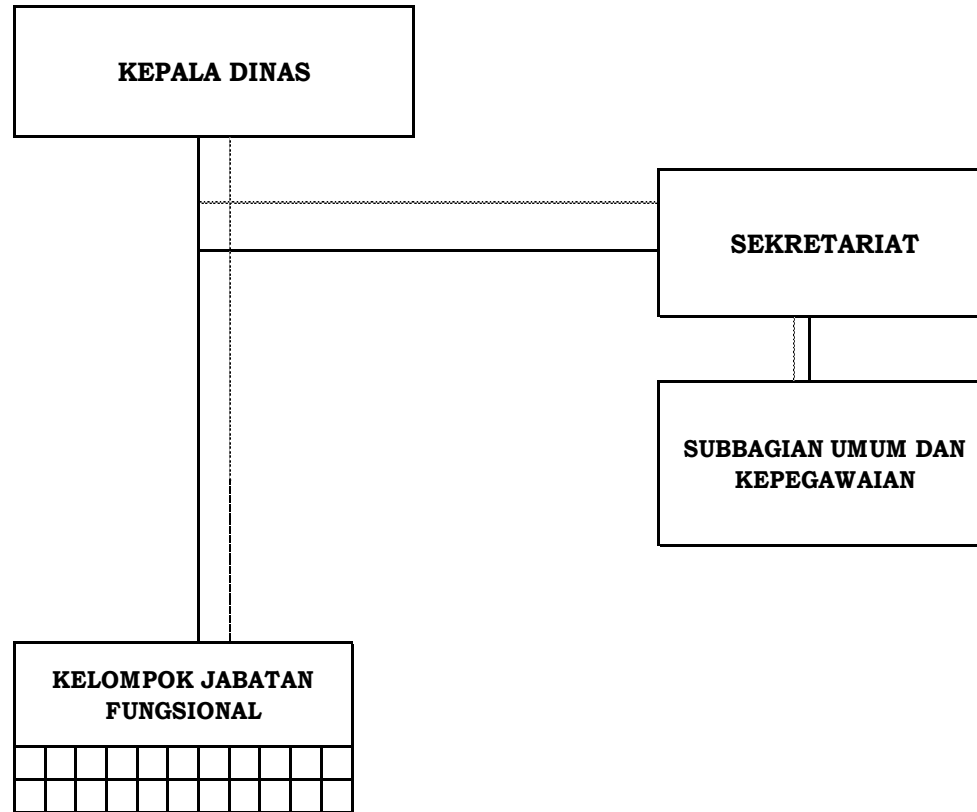 KEPALA DINAS
SEKRETARIAT
SUBBAGIAN UMUM DAN
KEPEGAWAIAN
KELOMPOK JABATAN
FUNGSIONAL